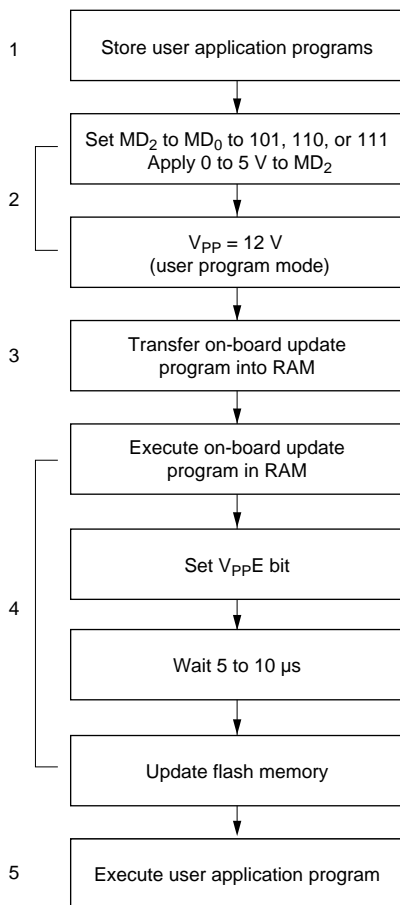 1
Store user application programs
2
Set MD2 to MD0 to 101, 110, or 111
Apply 0 to 5 V to MD2
VPP = 12 V
(user program mode)
3
Transfer on-board update
program into RAM
4
Execute on-board update
program in RAM
Set VPPE bit
Wait 5 to 10 µs
Update flash memory
5
Execute user application program